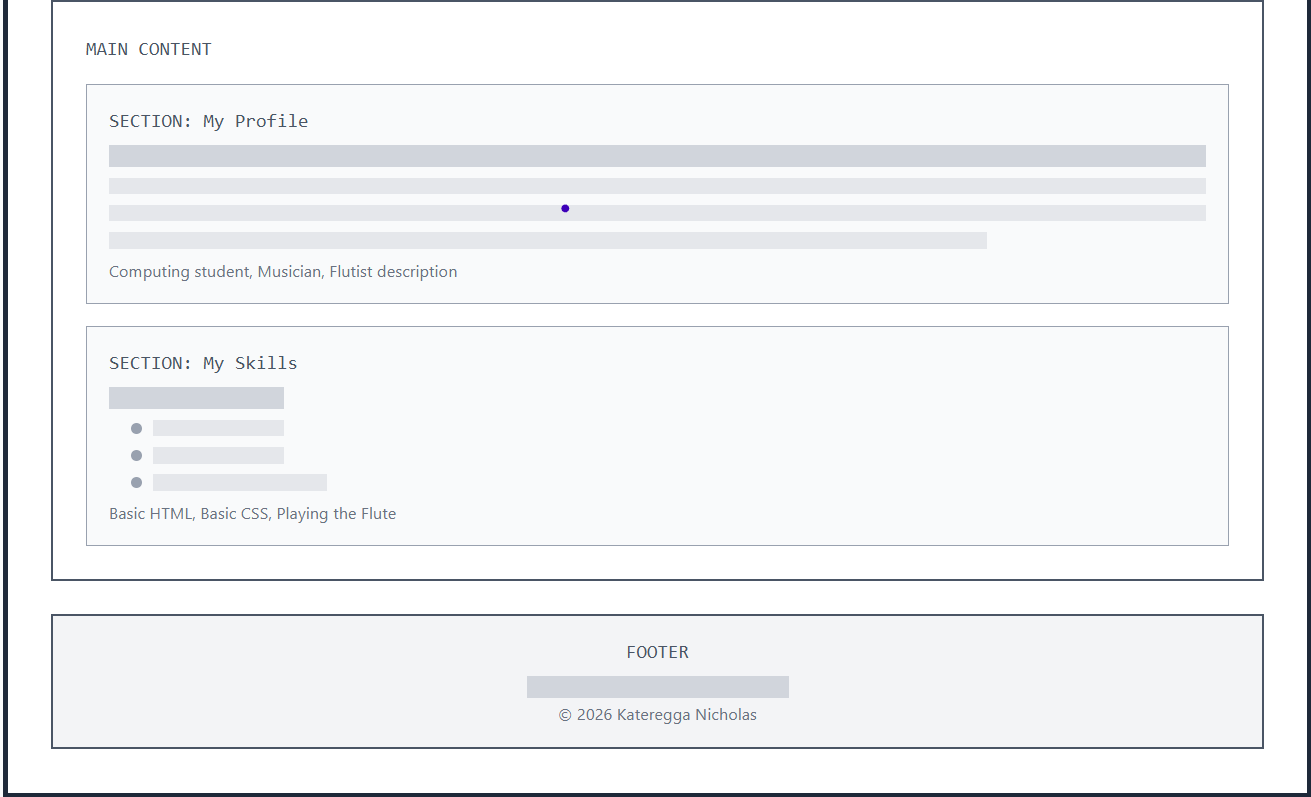 MAIN CONTENT
SECTION: My Profile
Computing student, Musician, Flutist description
SECTION: My Skills
Basic HTML, Basic CSS, Playing the Flute
FOOTER
© 2026 Kateregga Nicholas